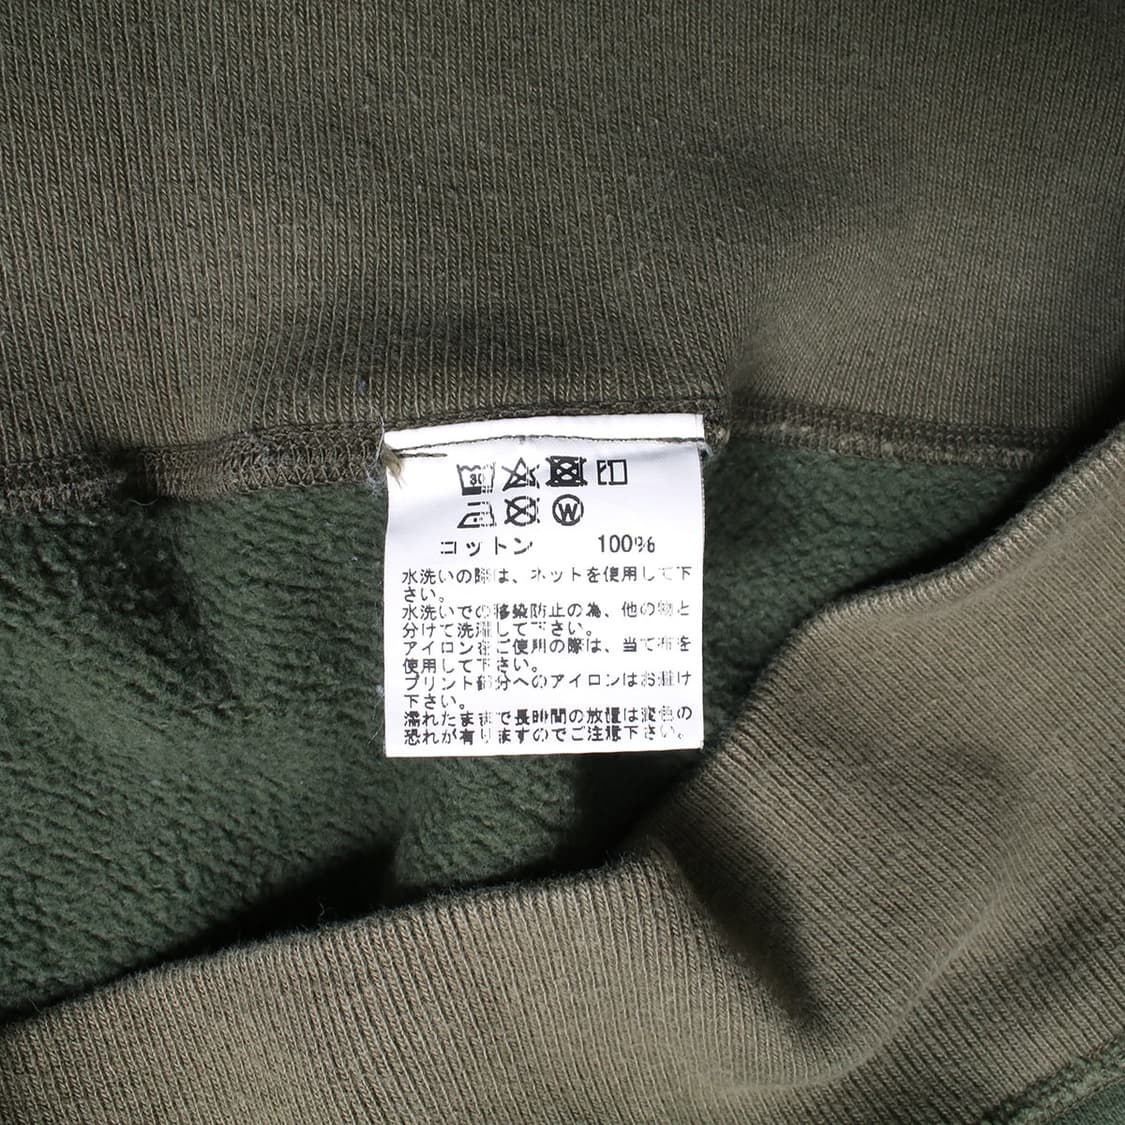 30
W
コットン 100%
水洗いの際は、ネットを使用して下
さい。
水洗いでの移染防止の為、他の物と
分けて洗濯して下さい。
アイロンをご使用の際は、当て布を
使用して下さい。
プリント部分へのアイロンはお避け
下さい。
濡れたままで長時間の放置は変色の
恐れが有りますのでご注意下さい。